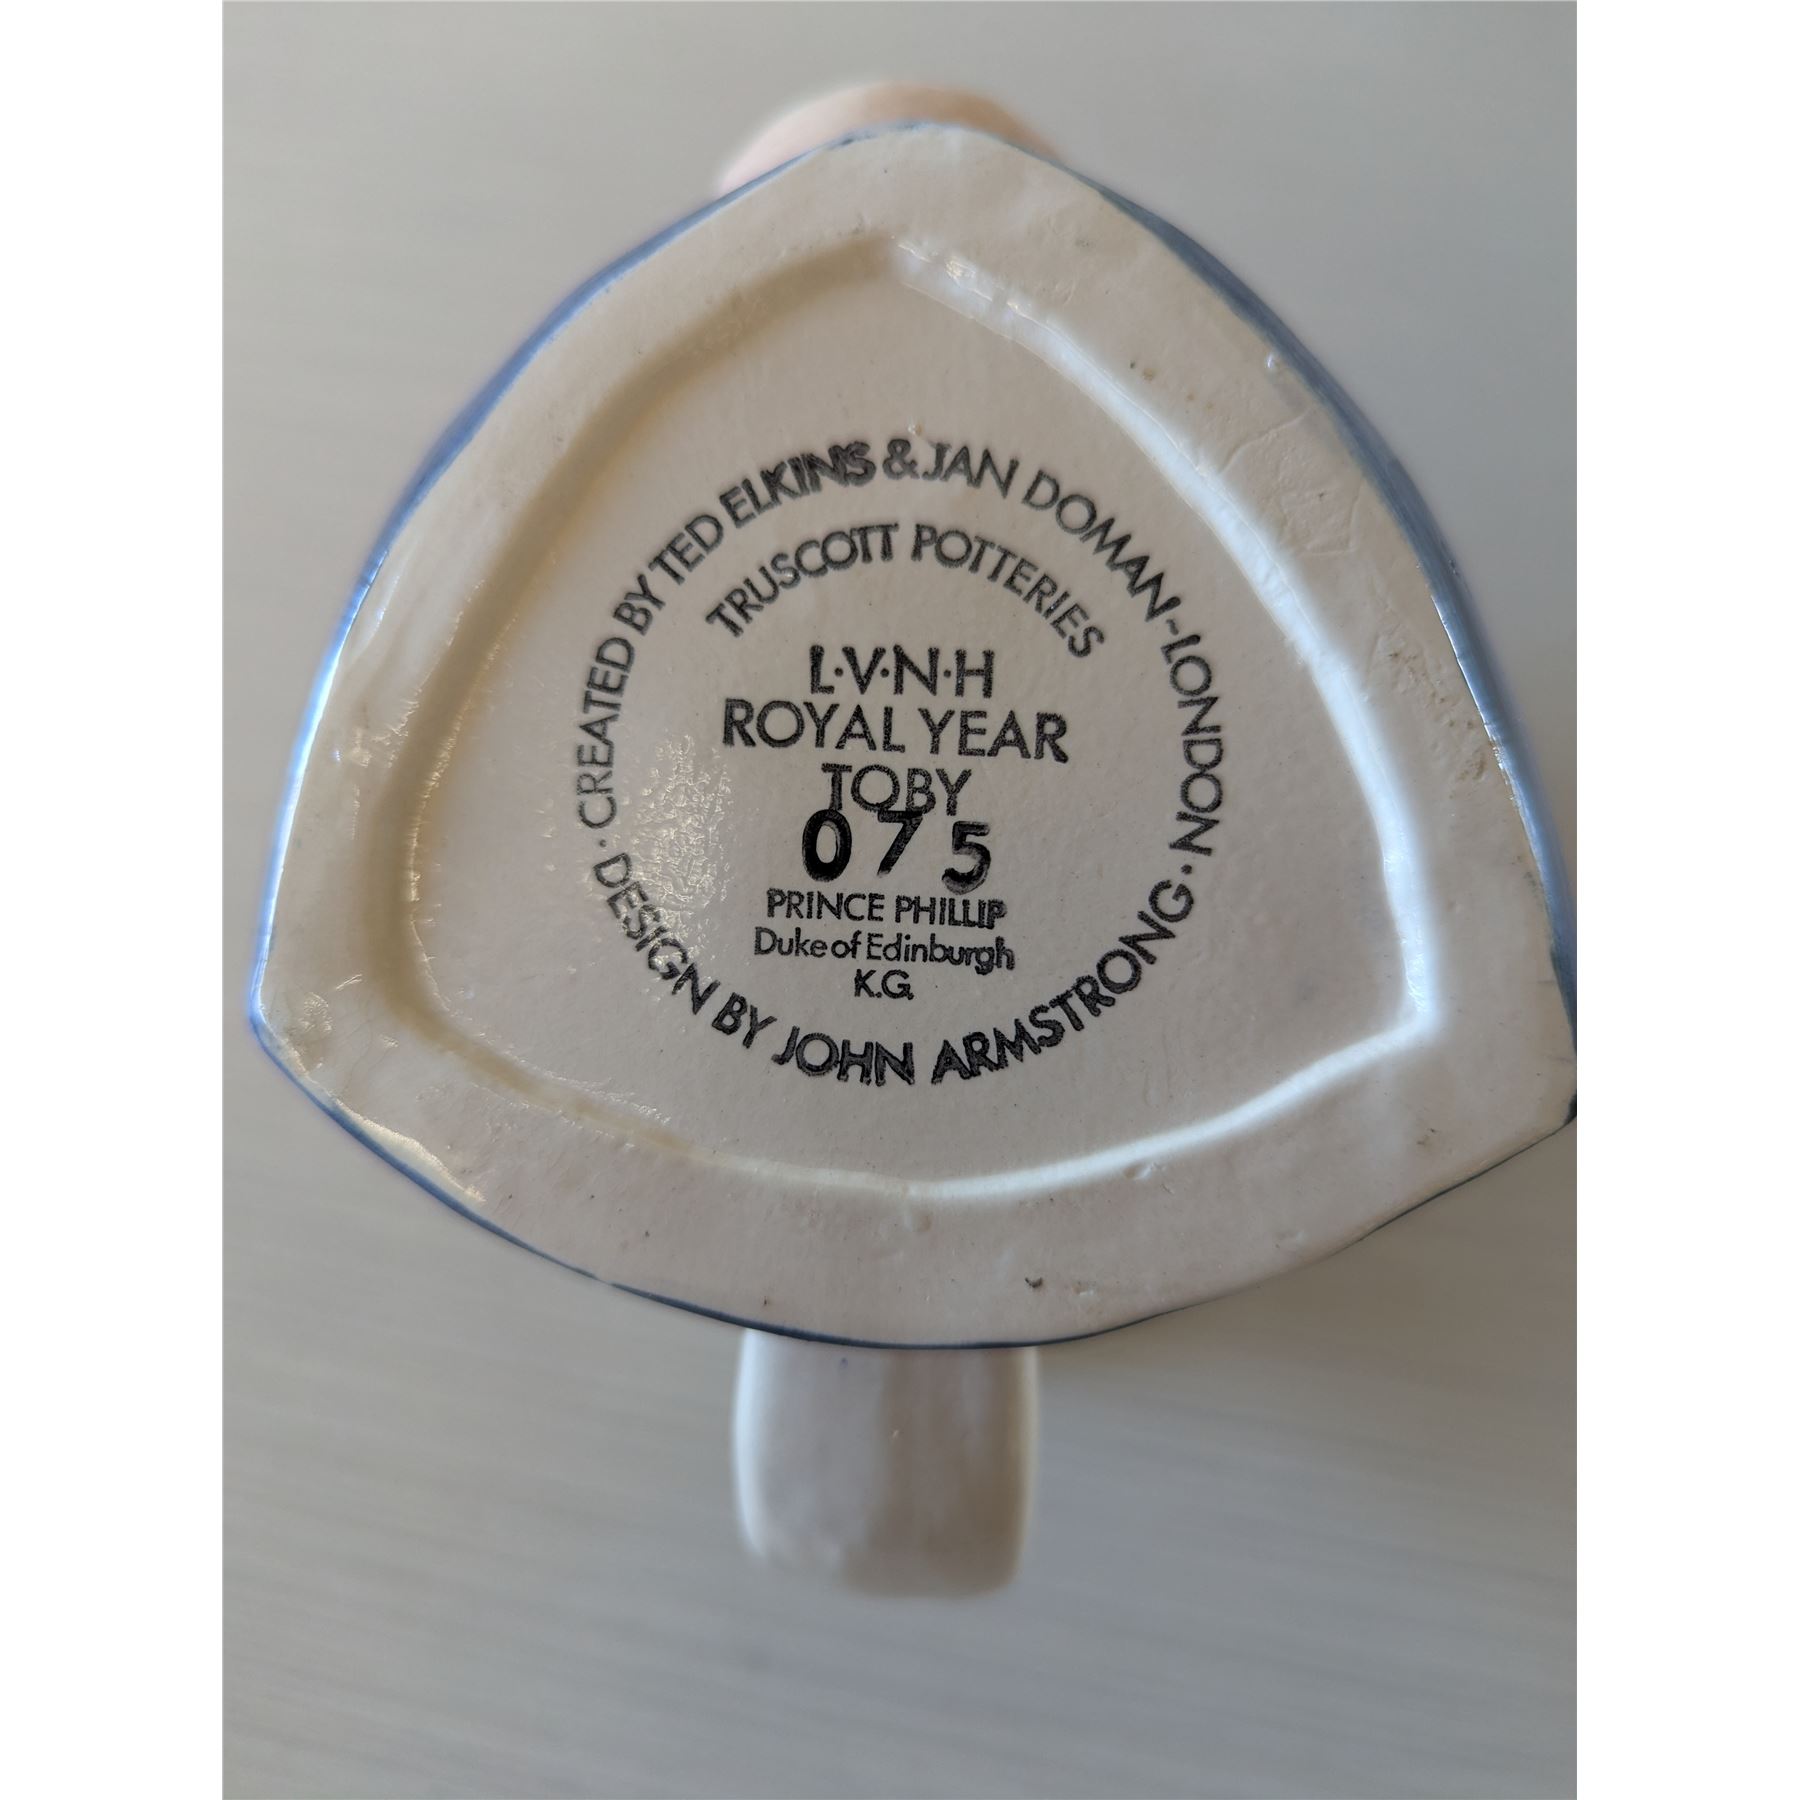 · CREATED BY TED ELKINS & JAN DOMAN-LONDON ·
TRUSCOTT POTTERIES
L·V·N·H
ROYAL YEAR
TOBY
075
PRINCE PHILLIP
Duke of Edinburgh
K.G.
DESIGN BY JOHN ARMSTRONG